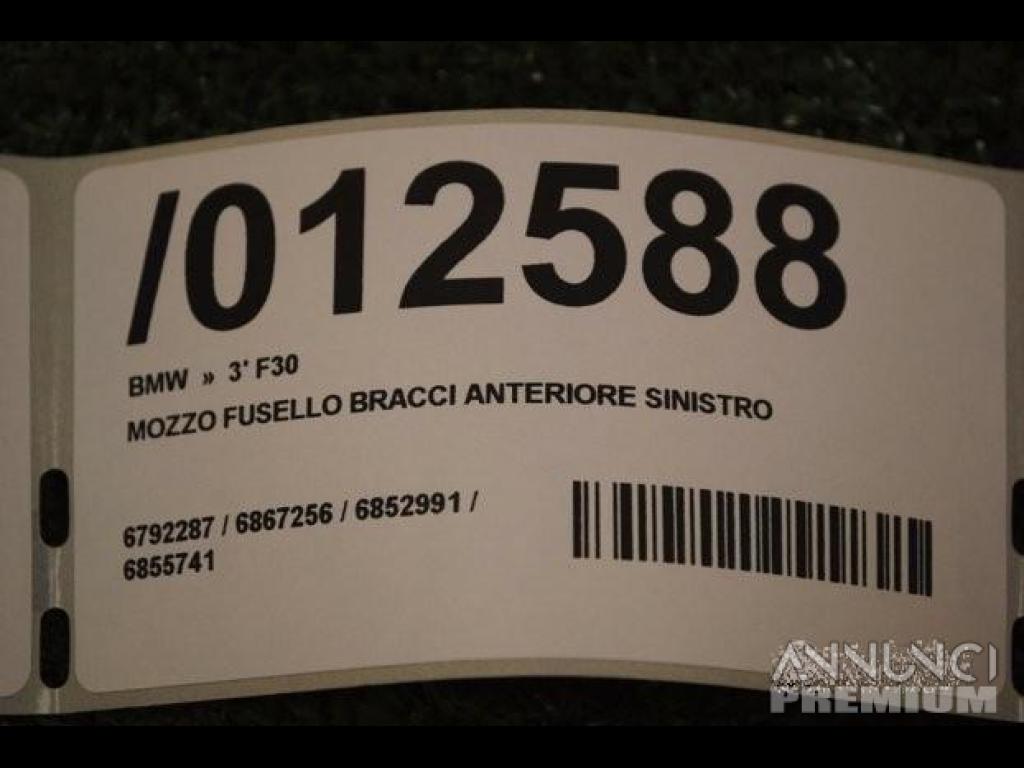 /012588
BMW » 3' F30
MOZZO FUSELLO BRACCI ANTERIORE SINISTRO
6792287 / 6867256 / 6852991 /
6855741
ANNUNCI
PREMIUM